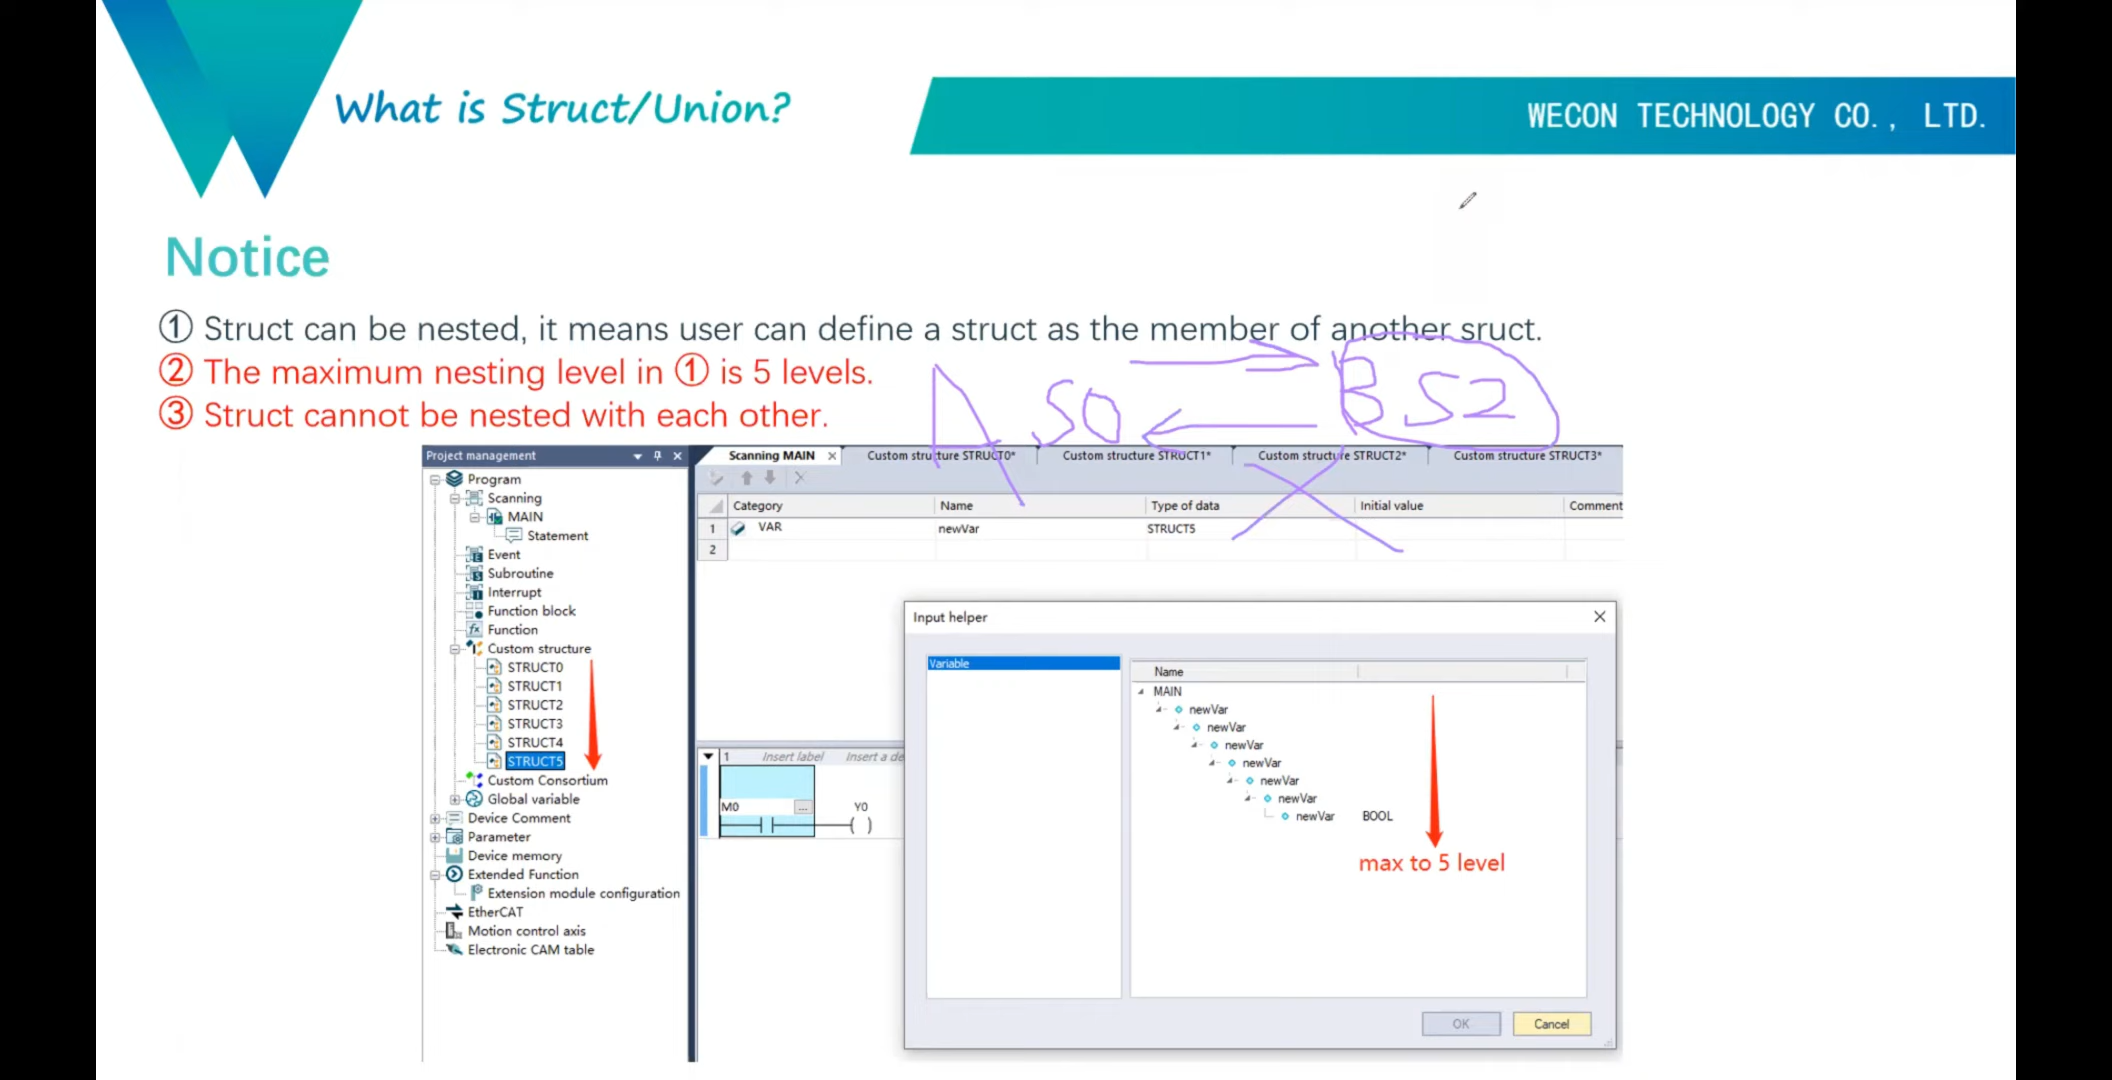 What is Struct/Union?
WECON TECHNOLOGY CO., LTD.
Notice
① Struct can be nested, it means user can define a struct as the member of another sruct.
② The maximum nesting level in ① is 5 levels.
③ Struct cannot be nested with each other.
A S0
B S2
Project management
Program
Scanning
MAIN
Statement
Event
Subroutine
Interrupt
Function block
Function
Custom structure
STRUCT0
STRUCT1
STRUCT2
STRUCT3
STRUCT4
STRUCT5
Custom Consortium
Global variable
Device Comment
Parameter
Device memory
Extended Function
Extension module configuration
EtherCAT
Motion control axis
Electronic CAM table
Scanning MAIN Custom structure STRUCT0* Custom structure STRUCT1* Custom structure STRUCT2* Custom structure STRUCT3*
Category Name Type of data Initial value Comment
1 VAR newVar STRUCT5
2
1 Insert label Insert a de
M0 ... Y0
Input helper
Variable
Name
MAIN
newVar
newVar
newVar
newVar
newVar
newVar
newVar BOOL
max to 5 level
OK Cancel